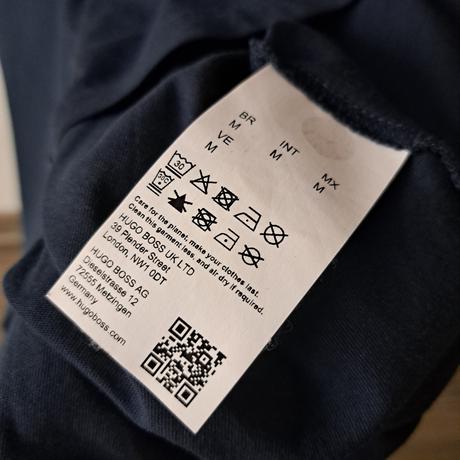 BR INT MX
M M M
VE
M
30
30
Care for the planet, make your clothes last.
Clean this garment less, and air dry if required.
HUGO BOSS UK LTD
39 Plender Street
London, NW1 0DT
HUGO BOSS AG
Dieselstrasse 12
72555 Metzingen
Germany
www.hugoboss.com